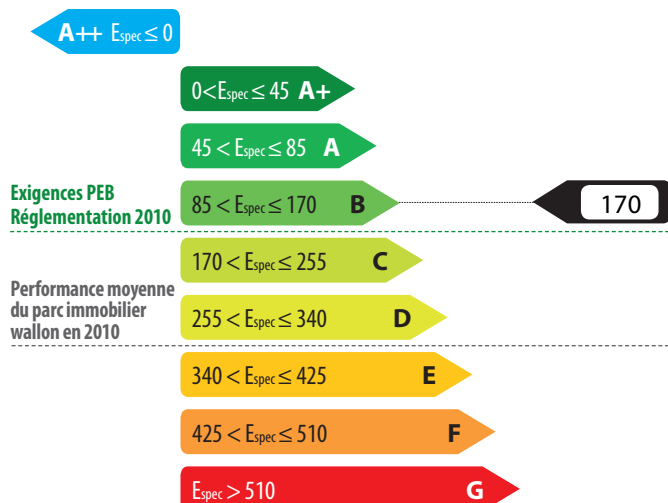 A++ Espec ≤ 0
0<Espec ≤ 45 A+
45 < Espec ≤ 85 A
Exigences PEB
Réglementation 2010
85 < Espec ≤ 170 B
170
170 < Espec ≤ 255 C
Performance moyenne
du parc immobilier
wallon en 2010
255 < Espec ≤ 340 D
340 < Espec ≤ 425 E
425 < Espec ≤ 510 F
Espec > 510 G